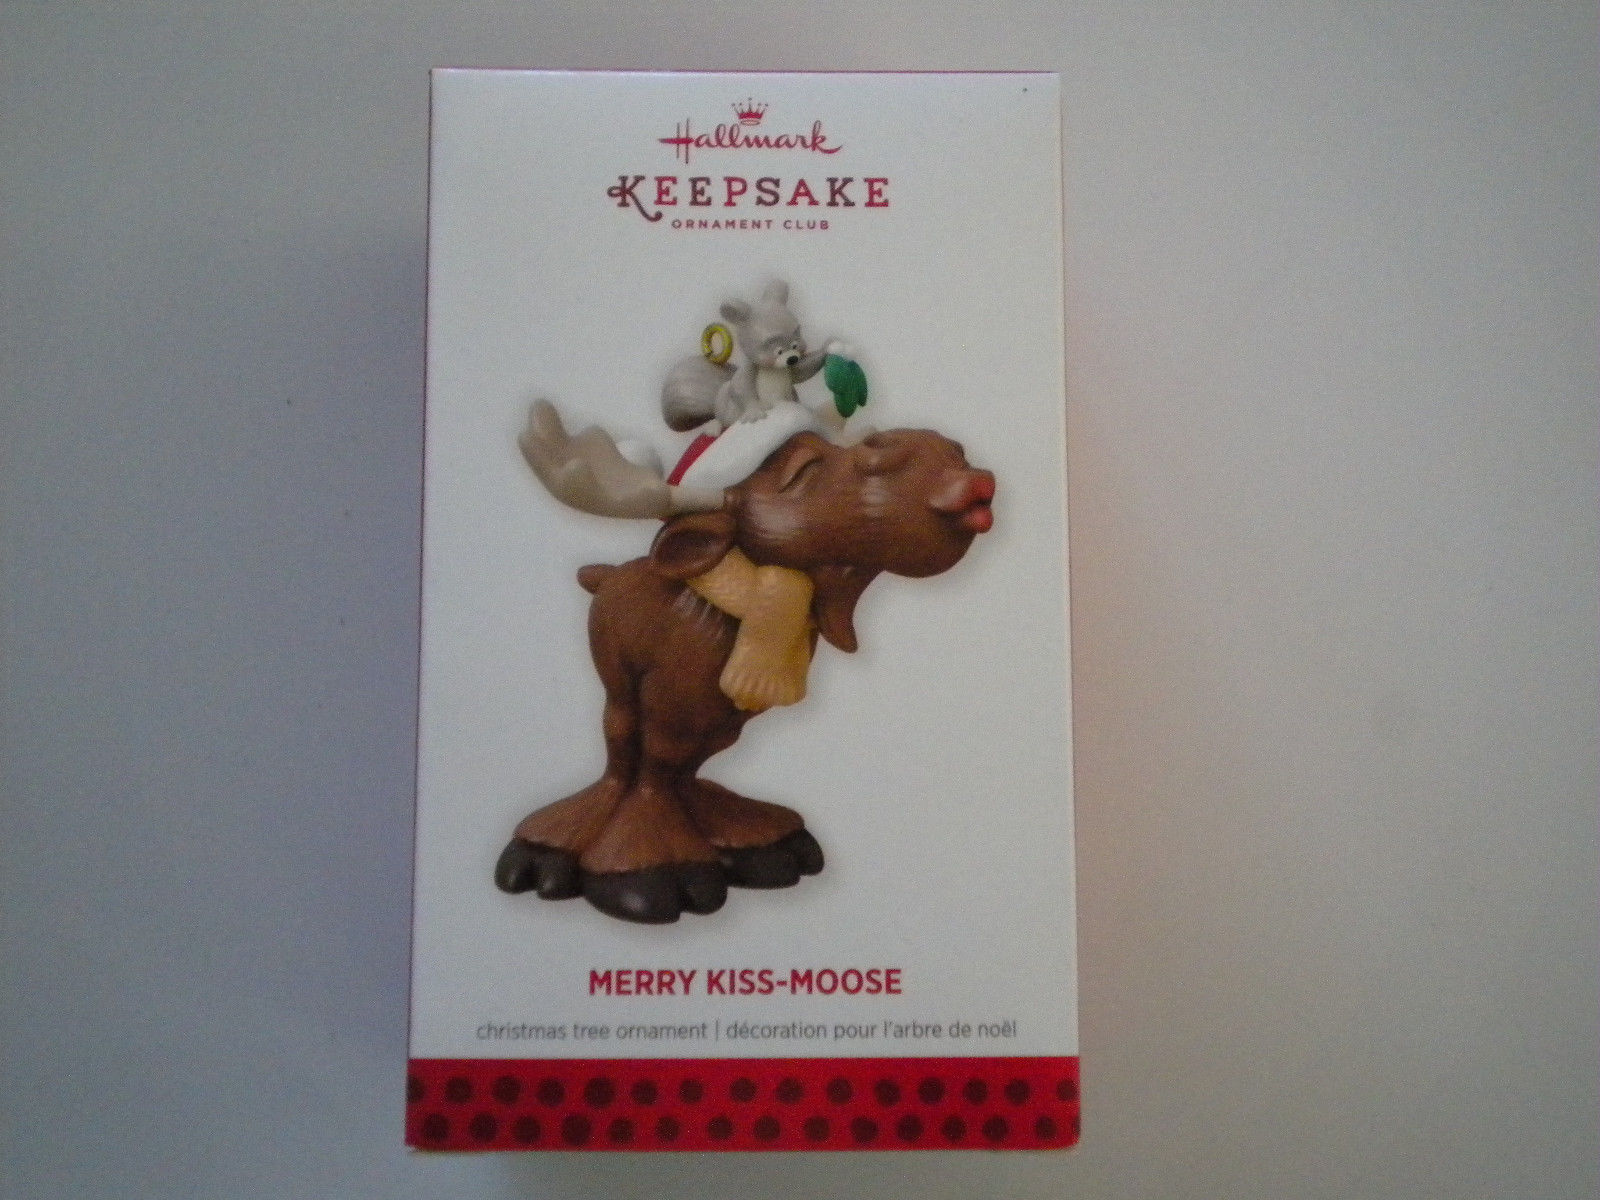 Hallmark
KEEPSAKE
ORNAMENT CLUB
MERRY KISS-MOOSE
christmas tree ornament | décoration pour l'arbre de noël